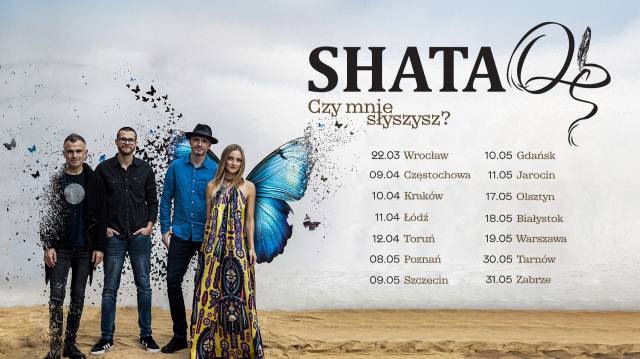 SHATA QS
Czy mnie
słyszysz?
22.03 Wrocław
09.04 Częstochowa
10.04 Kraków
11.04 Łódź
12.04 Toruń
08.05 Poznań
09.05 Szczecin
10.05 Gdańsk
11.05 Jarocin
17.05 Olsztyn
18.05 Białystok
19.05 Warszawa
30.05 Tarnów
31.05 Zabrze